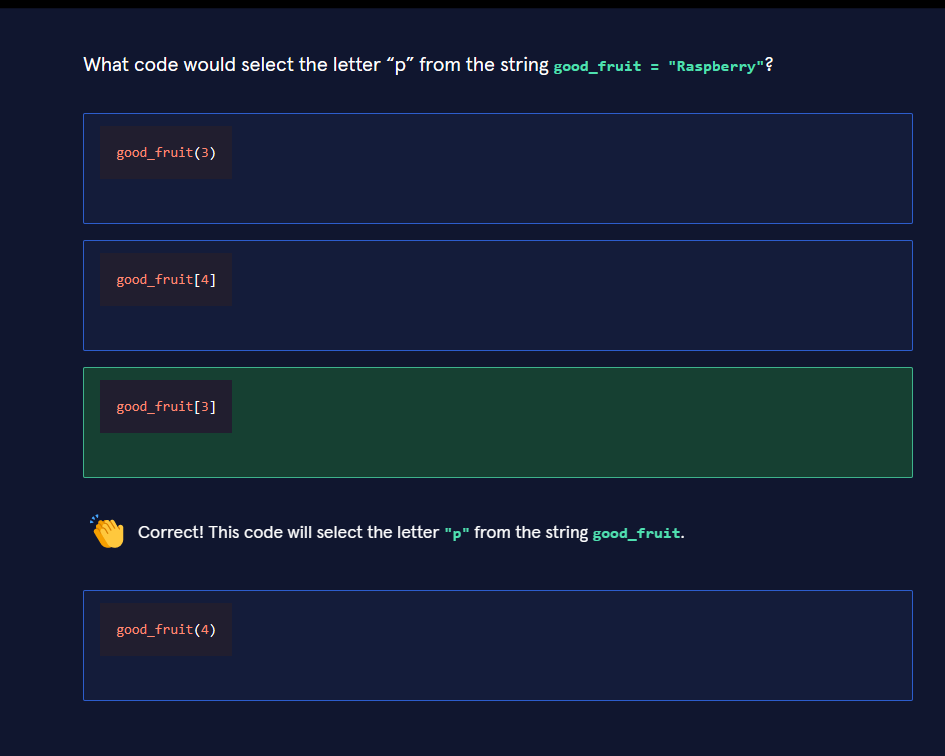 What code would select the letter “p” from the string good_fruit = "Raspberry"?
good_fruit(3)
good_fruit[4]
good_fruit[3]
Correct! This code will select the letter "p" from the string good_fruit.
good_fruit(4)